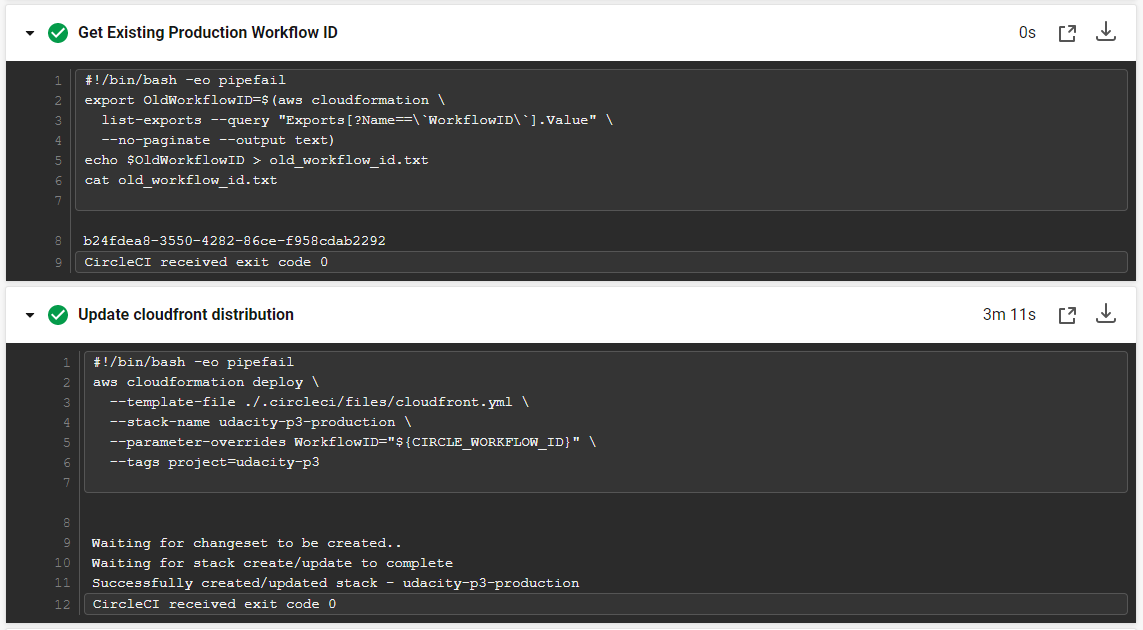 Get Existing Production Workflow ID 0s
1 #!/bin/bash -eo pipefail
2 export OldWorkflowID=$(aws cloudformation \
3   list-exports --query "Exports[?Name==\`WorkflowID\`].Value" \
4   --no-paginate --output text)
5 echo $OldWorkflowID > old_workflow_id.txt
6 cat old_workflow_id.txt
7
8 b24fdea8-3550-4282-86ce-f958cdab2292
9 CircleCI received exit code 0
Update cloudfront distribution 3m 11s
1 #!/bin/bash -eo pipefail
2 aws cloudformation deploy \
3   --template-file ./.circleci/files/cloudfront.yml \
4   --stack-name udacity-p3-production \
5   --parameter-overrides WorkflowID="${CIRCLE_WORKFLOW_ID}" \
6   --tags project=udacity-p3
7
8
9 Waiting for changeset to be created..
10 Waiting for stack create/update to complete
11 Successfully created/updated stack - udacity-p3-production
12 CircleCI received exit code 0